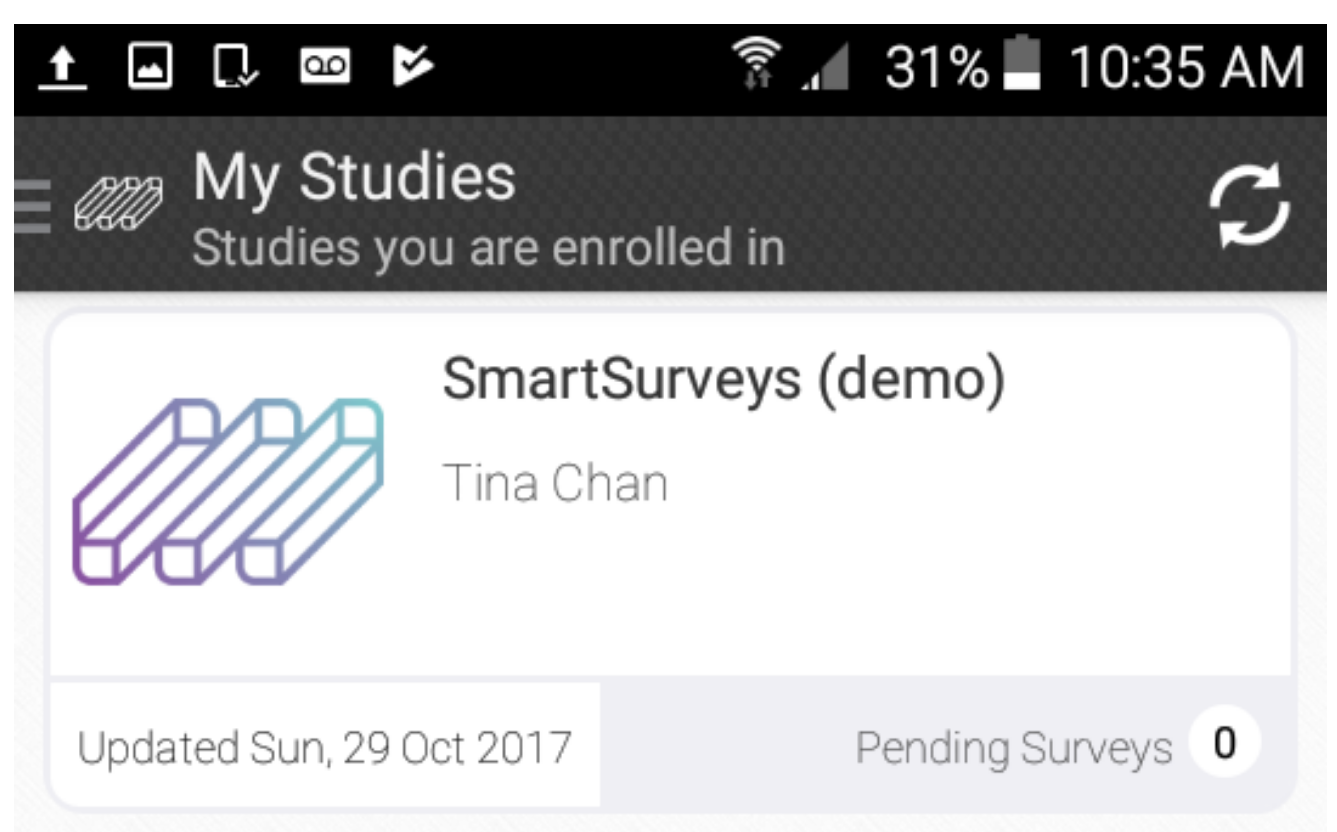 31% 10:35 AM
My Studies
Studies you are enrolled in
SmartSurveys (demo)
Tina Chan
Updated Sun, 29 Oct 2017
Pending Surveys 0